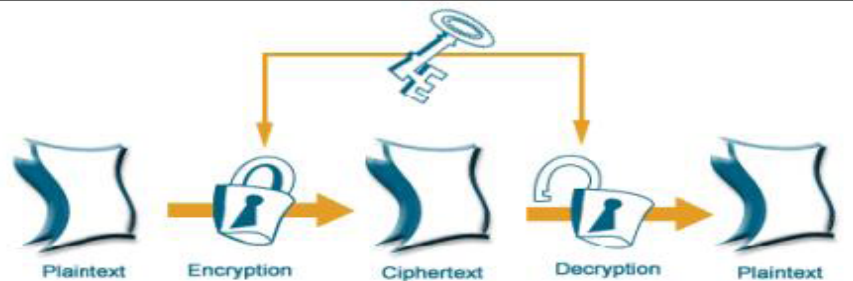 Plaintext
Encryption
Ciphertext
Decryption
Plaintext